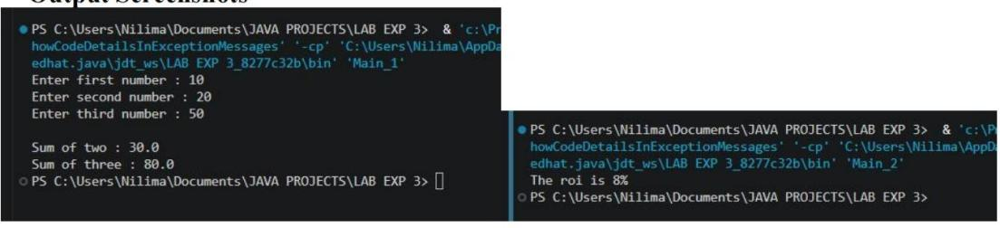 Output Screenshots
PS C:\Users\Nilima\Documents\JAVA PROJECTS\LAB EXP 3> & 'c:\Pr
howCodeDetailsInExceptionMessages' '-cp' 'C:\Users\Nilima\AppDa
edhat.java\jdt_ws\LAB EXP 3_8277c32b\bin' 'Main_1'
Enter first number : 10
Enter second number : 20
Enter third number : 50
Sum of two : 30.0
Sum of three : 80.0
PS C:\Users\Nilima\Documents\JAVA PROJECTS\LAB EXP 3>
PS C:\Users\Nilima\Documents\JAVA PROJECTS\LAB EXP 3> & 'c:\P
howCodeDetailsInExceptionMessages' '-cp' 'C:\Users\Nilima\AppD
edhat.java\jdt_ws\LAB EXP 3_8277c32b\bin' 'Main_2'
The roi is 8%
PS C:\Users\Nilima\Documents\JAVA PROJECTS\LAB EXP 3>